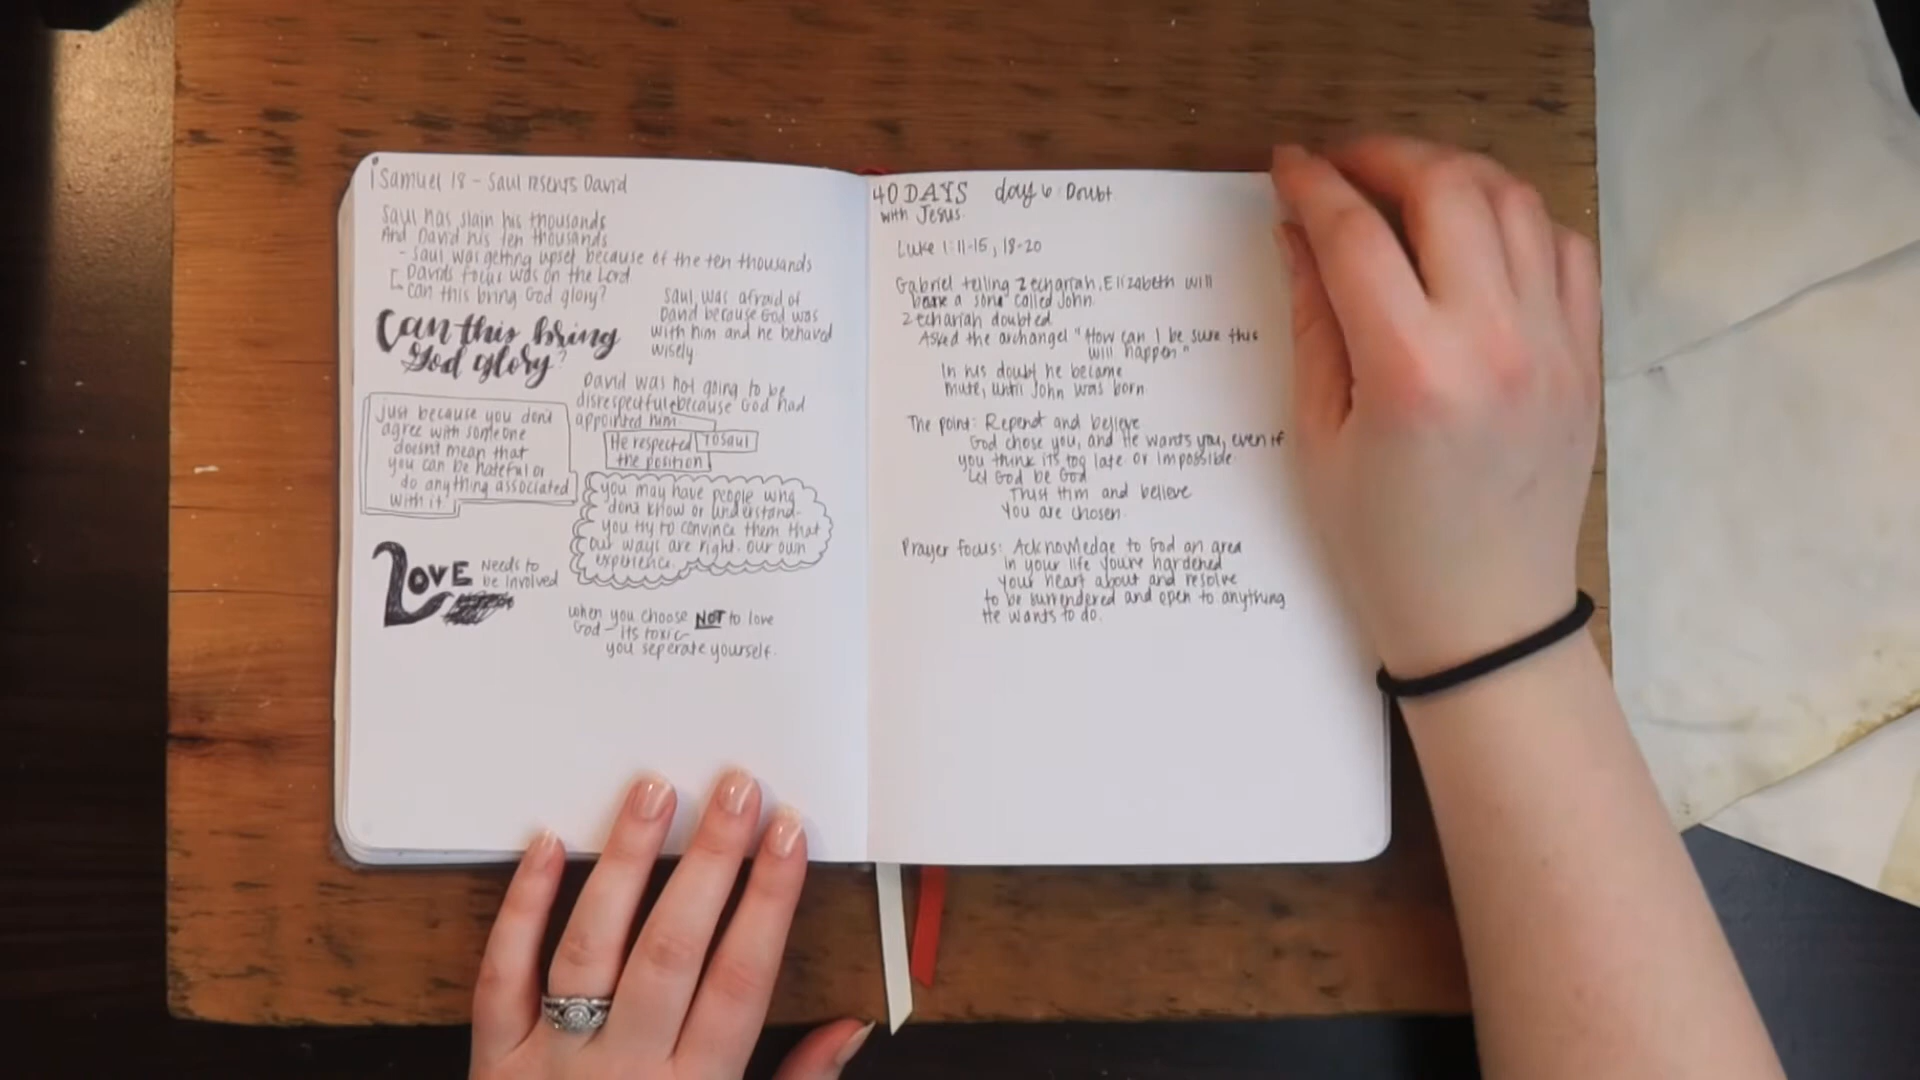 1 Samuel 18 - Saul resents David
Saul has slain his thousands
And David his ten thousands
- Saul was getting upset because of the ten thousands
Davids focus was on the Lord
can this bring God glory?
Can this bring
God glory?
Saul was afraid of
David because God was
with him and he behaved
wisely
David was not going to be
disrespectful because God had
appointed him
He respected to Saul
the position
Just because you don't
agree with someone
doesn't mean that
you can be hateful or
do anything associated
with it
you may have people who
don't know or understand-
you try to convince them that
our ways are right. our own
experience.
LOVE Needs to
be involved
when you choose NOT to love
God - its toxic
you seperate yourself.
40 DAYS day 6: Doubt
with Jesus.
Luke 1:11-15, 18-20
Gabriel telling Zechariah, Elizabeth will
a son called John
Zechariah doubted
Asked the archangel "How can I be sure this
will happen"
In his doubt he became
mute, until John was born
The point: Repent and believe
God chose you, and He wants you, even if
you think its too late or impossible
Let God be God
Trust Him and believe
You are chosen.
Prayer focus: Acknowledge to God an area
in your life you're hardened
your heart about and resolve
to be surrendered and open to anything
He wants to do.